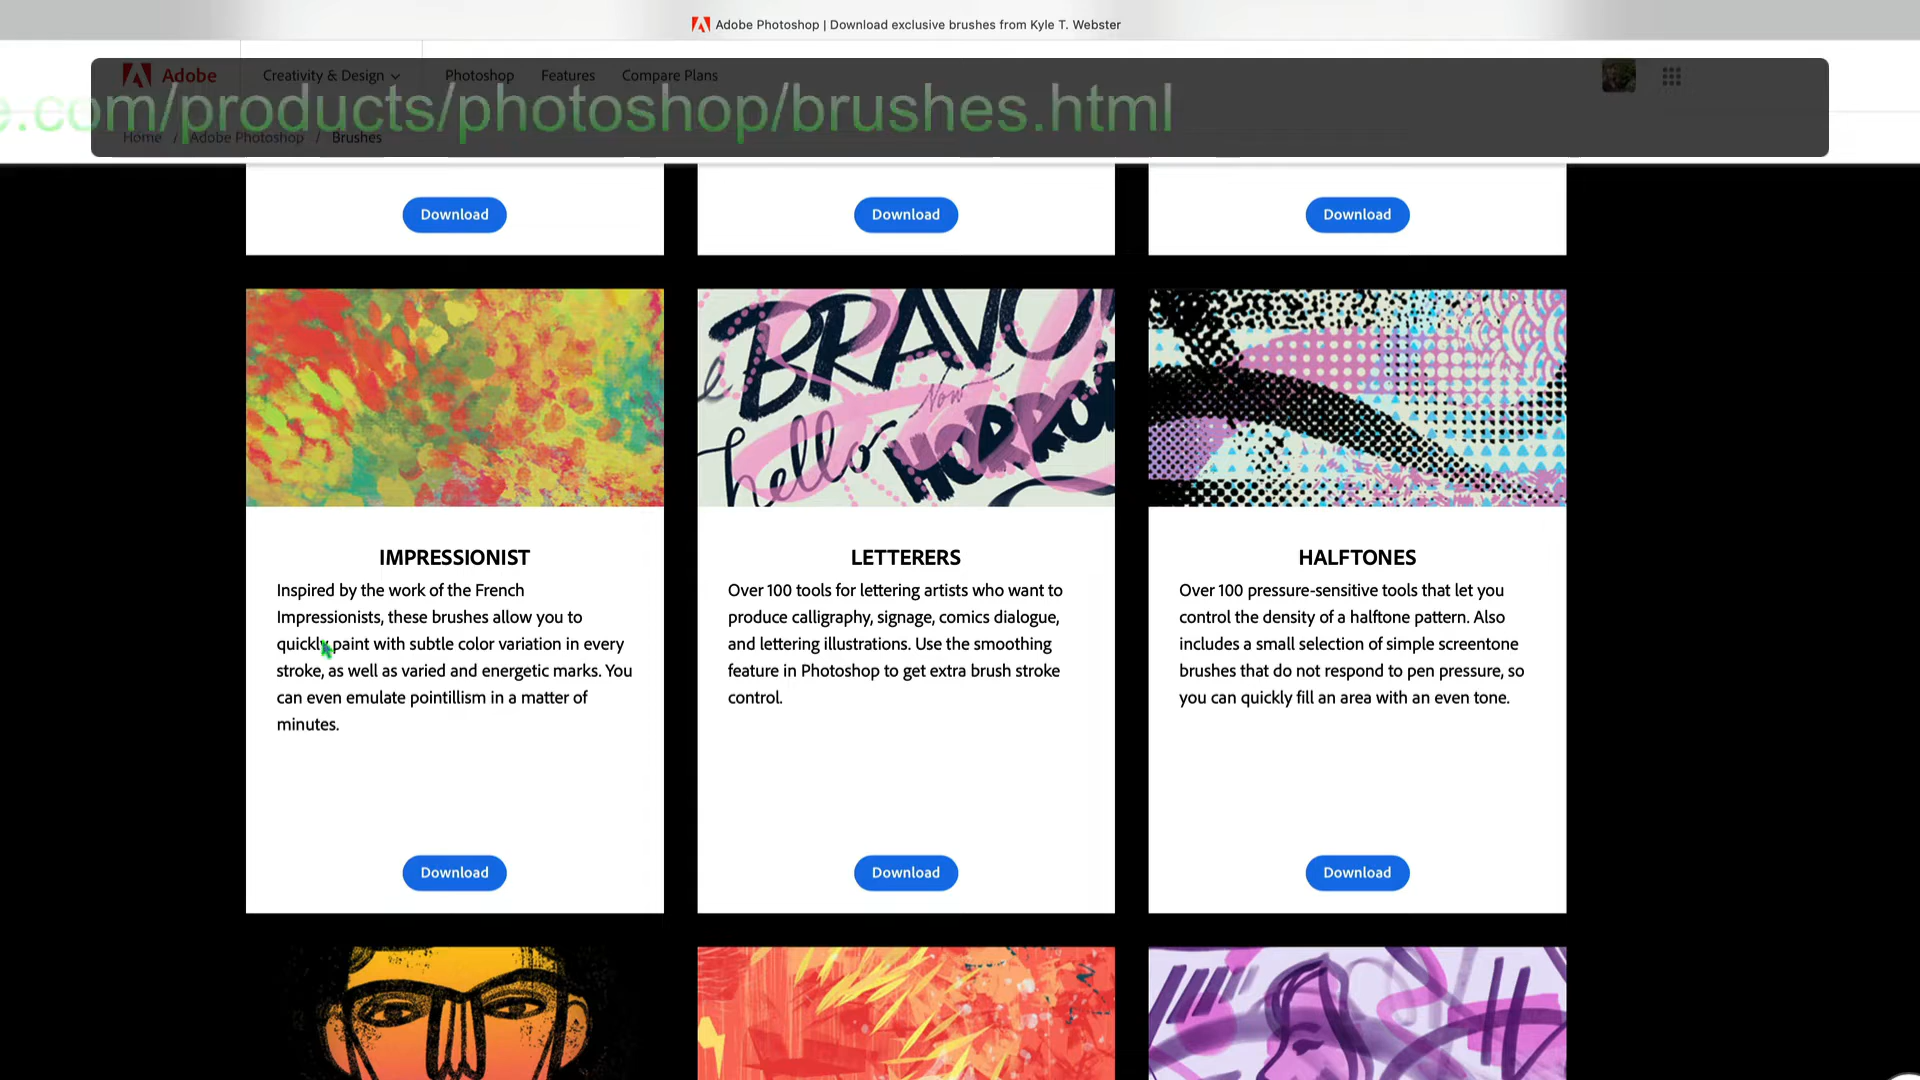 Adobe Photoshop | Download exclusive brushes from Kyle T. Webster
Adobe
Creativity & Design
Photoshop
Features
Compare Plans
e.com/products/photoshop/brushes.html
Home / Adobe Photoshop / Brushes
Download
Download
Download
BRAVO!
Now
hello
HORROR
IMPRESSIONIST
Inspired by the work of the French
Impressionists, these brushes allow you to
quickly paint with subtle color variation in every
stroke, as well as varied and energetic marks. You
can even emulate pointillism in a matter of
minutes.
Download
LETTERERS
Over 100 tools for lettering artists who want to
produce calligraphy, signage, comics dialogue,
and lettering illustrations. Use the smoothing
feature in Photoshop to get extra brush stroke
control.
Download
HALFTONES
Over 100 pressure-sensitive tools that let you
control the density of a halftone pattern. Also
includes a small selection of simple screentone
brushes that do not respond to pen pressure, so
you can quickly fill an area with an even tone.
Download